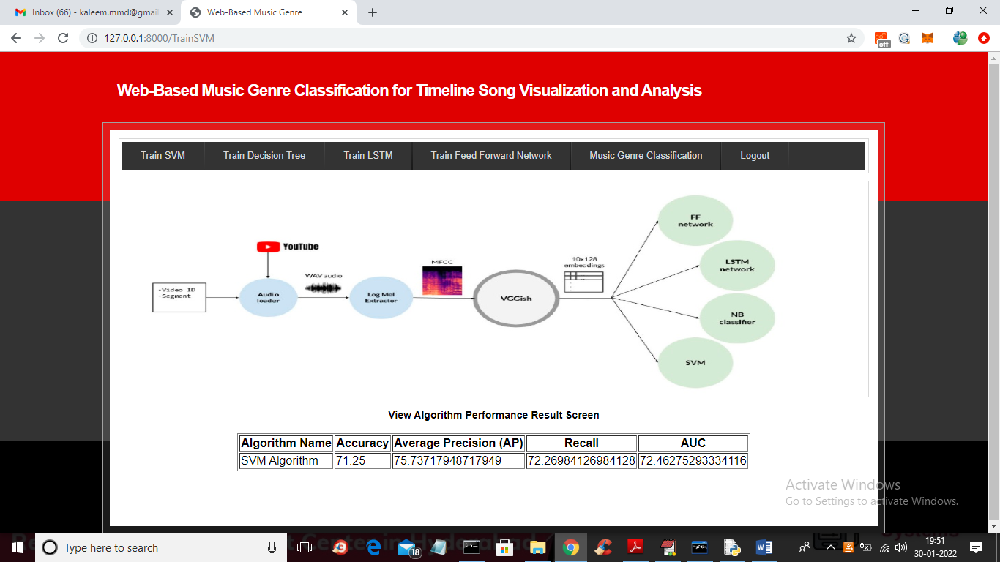 Inbox (66) - kaleem.mmd@gmai
Web-Based Music Genre
127.0.0.1:8000/TrainSVM
off
Web-Based Music Genre Classification for Timeline Song Visualization and Analysis
Train SVM Train Decision Tree Train LSTM Train Feed Forward Network Music Genre Classification Logout
YouTube
-Video ID
-Segment
Audio
loader
WAV audio
Log Mel
Extractor
MFCC
VGGish
10x128
embeddings
FF
network
LSTM
network
NB
classifier
SVM
View Algorithm Performance Result Screen
Algorithm Name Accuracy Average Precision (AP) Recall AUC
SVM Algorithm 71.25 75.73717948717949 72.26984126984128 72.46275293334116
Activate Windows
Go to Settings to activate Windows.
Type here to search
18
19:51
30-01-2022